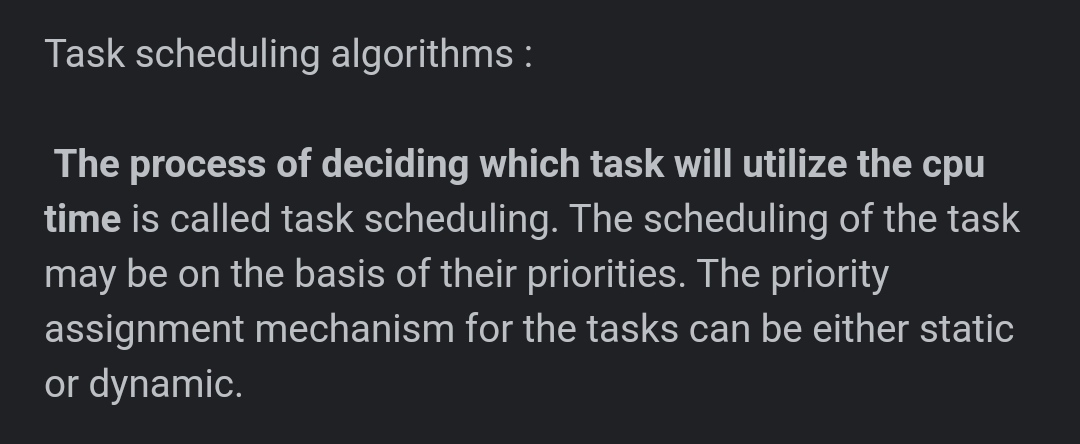 Task scheduling algorithms :
The process of deciding which task will utilize the cpu
time is called task scheduling. The scheduling of the task
may be on the basis of their priorities. The priority
assignment mechanism for the tasks can be either static
or dynamic.